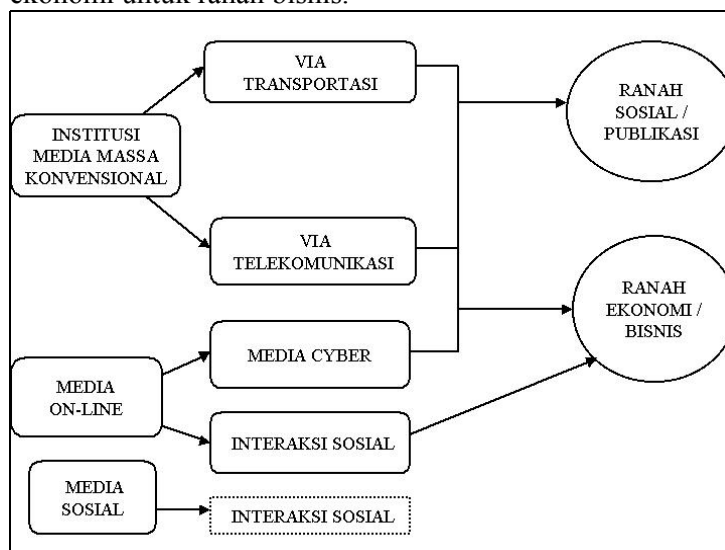 ekonomi untuk ranah bisnis.
VIA
TRANSPORTASI
RANAH
SOSIAL /
PUBLIKASI
INSTITUSI
MEDIA MASSA
KONVENSIONAL
VIA
TELEKOMUNIKASI
RANAH
EKONOMI /
BISNIS
MEDIA CYBER
MEDIA
ON-LINE
INTERAKSI SOSIAL
MEDIA
SOSIAL
INTERAKSI SOSIAL